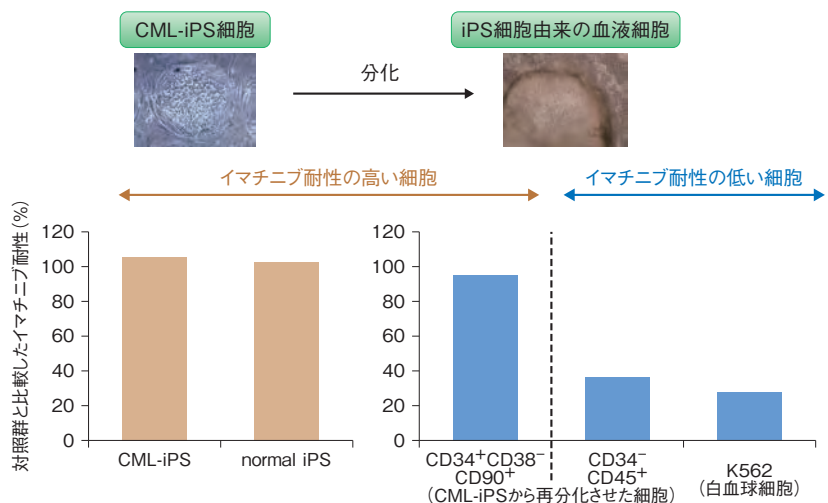 CML-iPS細胞
iPS細胞由来の血液細胞
分化
イマチニブ耐性の高い細胞
イマチニブ耐性の低い細胞
対照群と比較したイマチニブ耐性(%)
120
100
80
60
40
20
0
CML-iPS
normal iPS
120
100
80
60
40
20
0
CD34⁺CD38⁻
CD90⁺
CD34⁻
CD45⁺
(CML-iPSから再分化させた細胞)
K562
(白血球細胞)